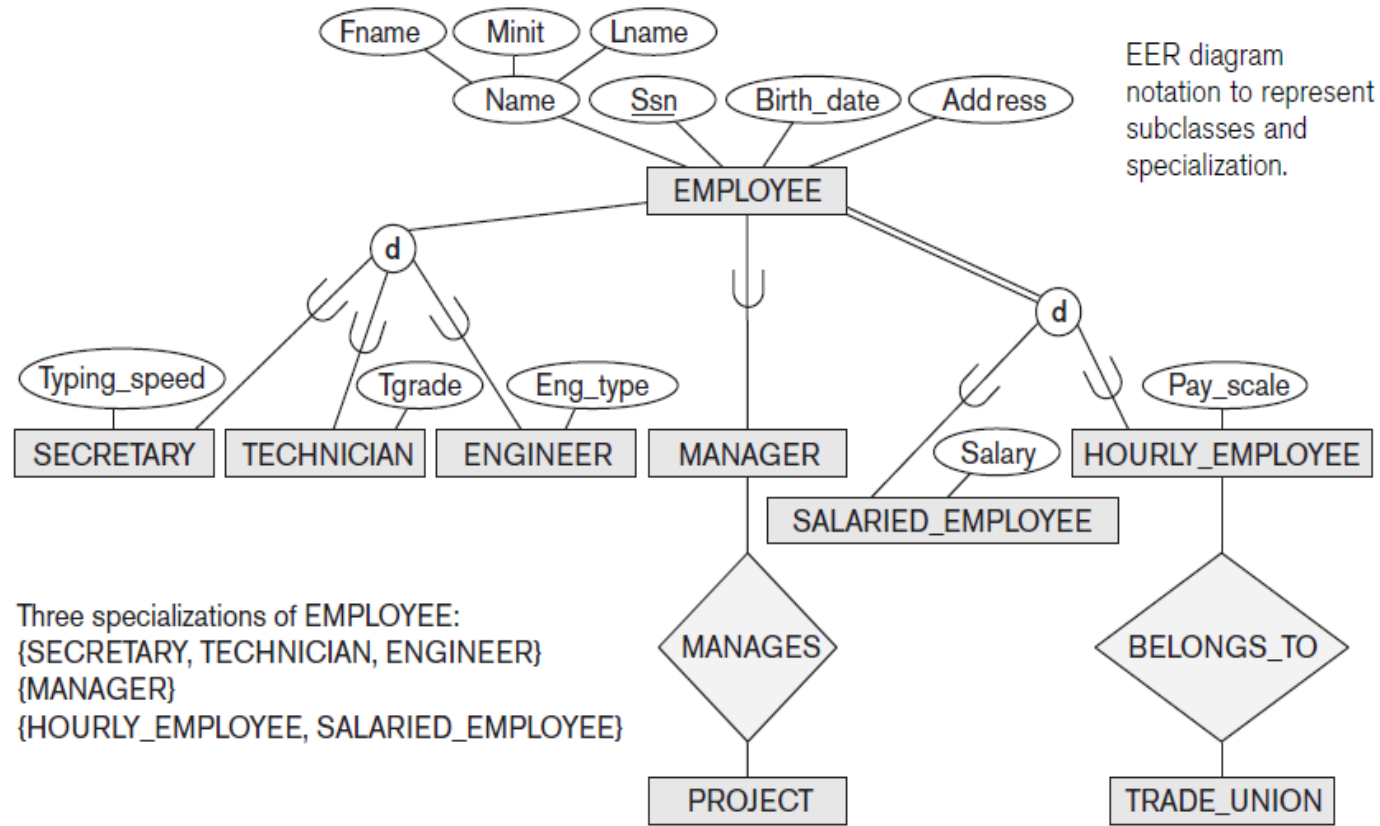 Fname
Minit
Lname
EER diagram
notation to represent
subclasses and
specialization.
Name
Ssn
Birth_date
Address
EMPLOYEE
d
d
Typing_speed
Tgrade
Eng_type
Pay_scale
SECRETARY
TECHNICIAN
ENGINEER
MANAGER
Salary
HOURLY_EMPLOYEE
SALARIED_EMPLOYEE
Three specializations of EMPLOYEE:
{SECRETARY, TECHNICIAN, ENGINEER}
{MANAGER}
{HOURLY_EMPLOYEE, SALARIED_EMPLOYEE}
MANAGES
BELONGS_TO
PROJECT
TRADE_UNION